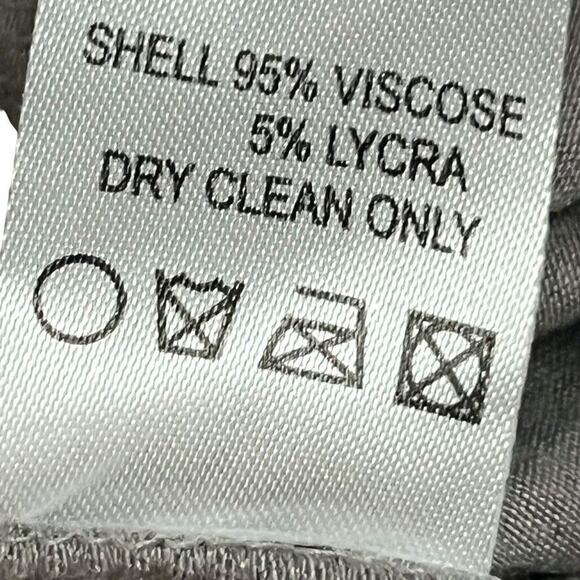 SHELL 95% VISCOSE
5% LYCRA
DRY CLEAN ONLY